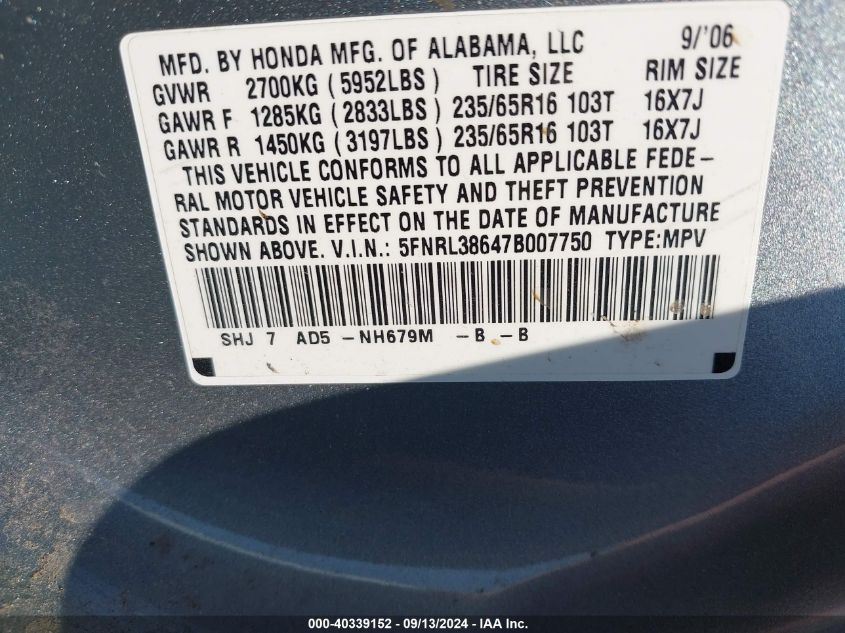 MFD. BY HONDA MFG. OF ALABAMA, LLC 9/'06
GVWR 2700KG (5952LBS) TIRE SIZE RIM SIZE
GAWR F 1285KG (2833LBS) 235/65R16 103T 16X7J
GAWR R 1450KG (3197LBS) 235/65R16 103T 16X7J
THIS VEHICLE CONFORMS TO ALL APPLICABLE FEDE-
RAL MOTOR VEHICLE SAFETY AND THEFT PREVENTION
STANDARDS IN EFFECT ON THE DATE OF MANUFACTURE
SHOWN ABOVE. V.I.N.: 5FNRL38647B007750 TYPE:MPV
SHJ 7 AD5 -NH679M -B -B
000-40339152 - 09/13/2024 - IAA Inc.